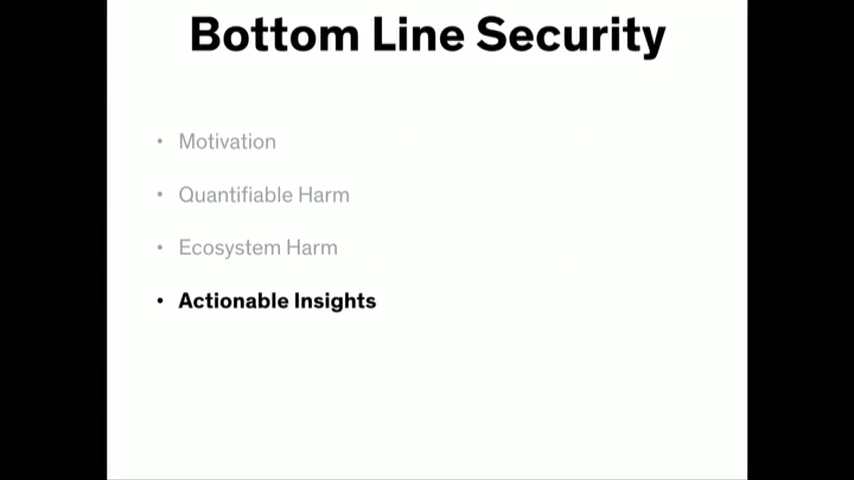 Bottom Line Security
• Motivation
• Quantifiable Harm
• Ecosystem Harm
• Actionable Insights